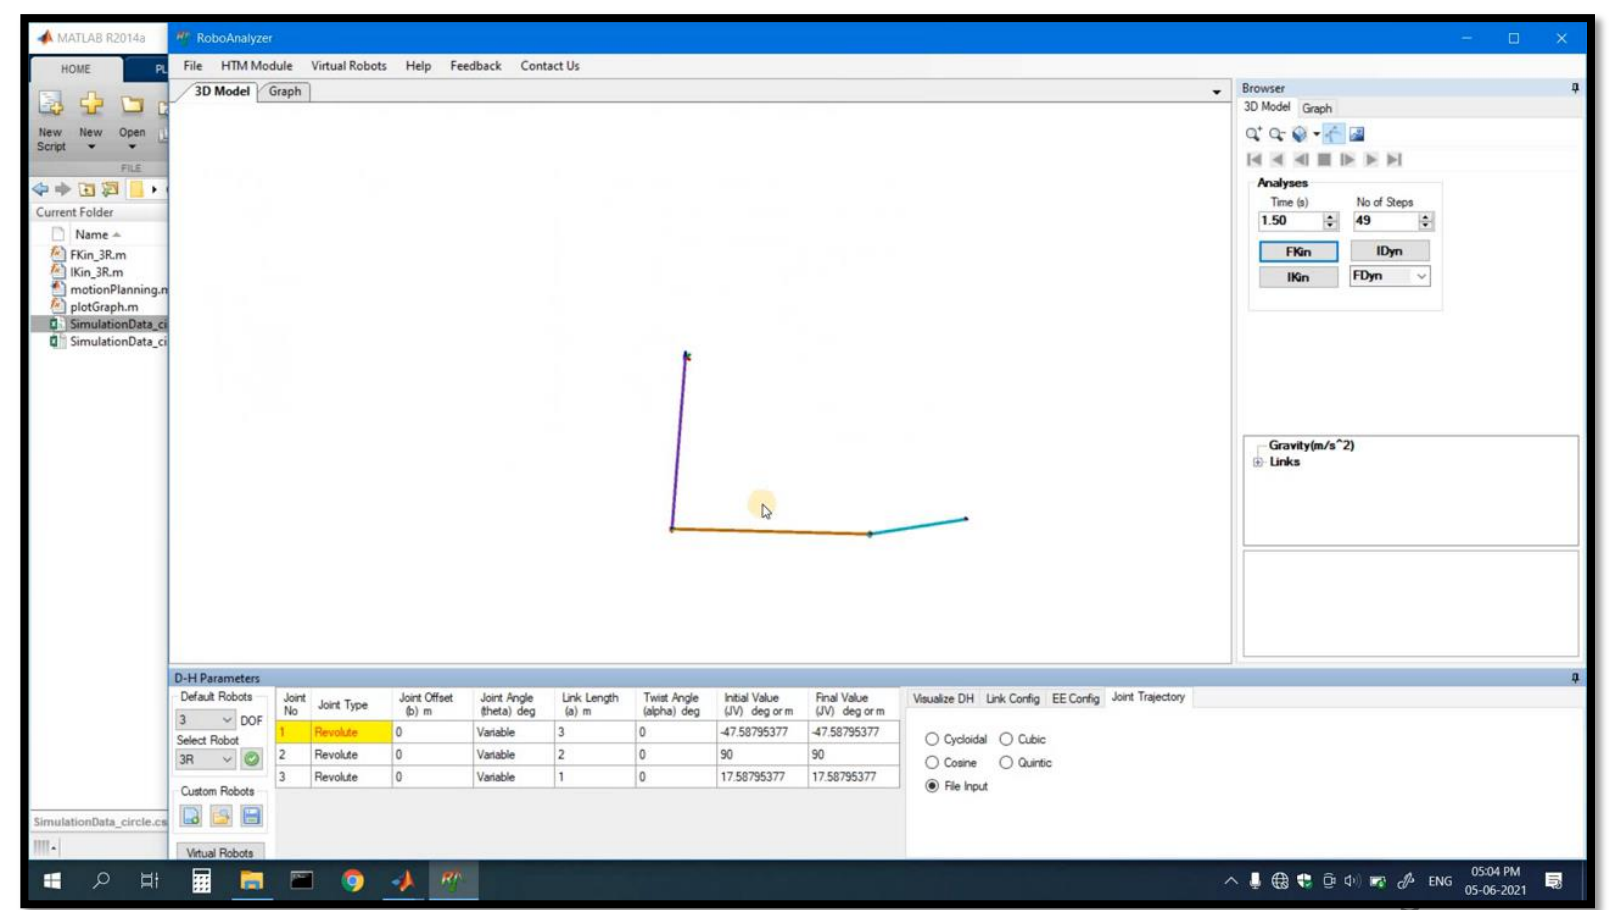 MATLAB R2014a
RoboAnalyzer
HOME
PL
File HTM Module Virtual Robots Help Feedback Contact Us
3D Model Graph
New Script
New
Open
FILE
Current Folder
Name
FKin_3R.m
IKin_3R.m
motionPlanning.n
plotGraph.m
SimulationData_ci
SimulationData_ci
SimulationData_circle.cs
Browser
3D Model Graph
Analyses
Time (s) No of Steps
1.50 49
FKin IDyn
IKin FDyn
Gravity(m/s^2)
Links
D-H Parameters
Default Robots
3 DOF
Select Robot
3R
Custom Robots
Virtual Robots
Joint No Joint Type Joint Offset (b) m Joint Angle (theta) deg Link Length (a) m Twist Angle (alpha) deg Initial Value (JV) deg or m Final Value (JV) deg or m
1 Revolute 0 Variable 3 0 -47.58795377 -47.58795377
2 Revolute 0 Variable 2 0 90 90
3 Revolute 0 Variable 1 0 17.58795377 17.58795377
Visualize DH Link Config EE Config Joint Trajectory
Cycloidal Cubic
Cosine Quintic
File Input
ENG
05:04 PM
05-06-2021